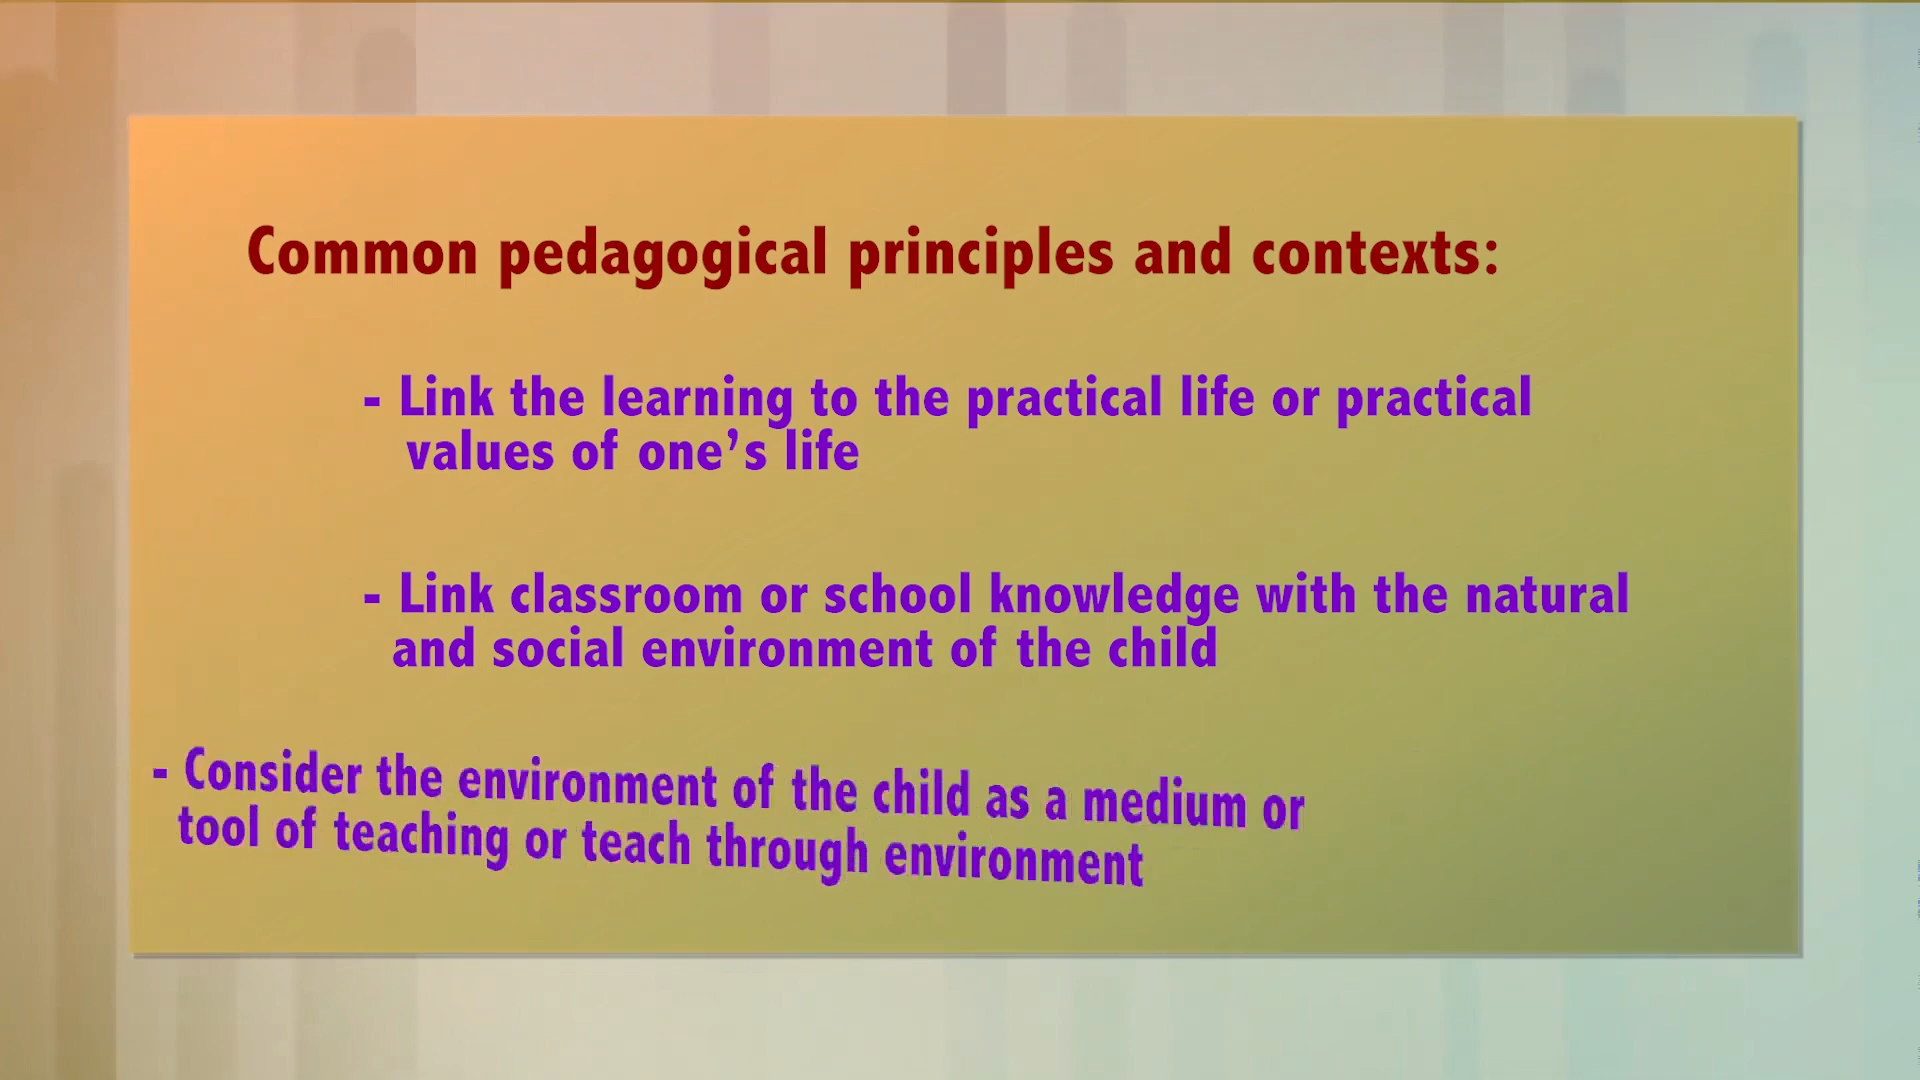 Common pedagogical principles and contexts:
- Link the learning to the practical life or practical
values of one’s life
- Link classroom or school knowledge with the natural
and social environment of the child
- Consider the environment of the child as a medium or
tool of teaching or teach through environment